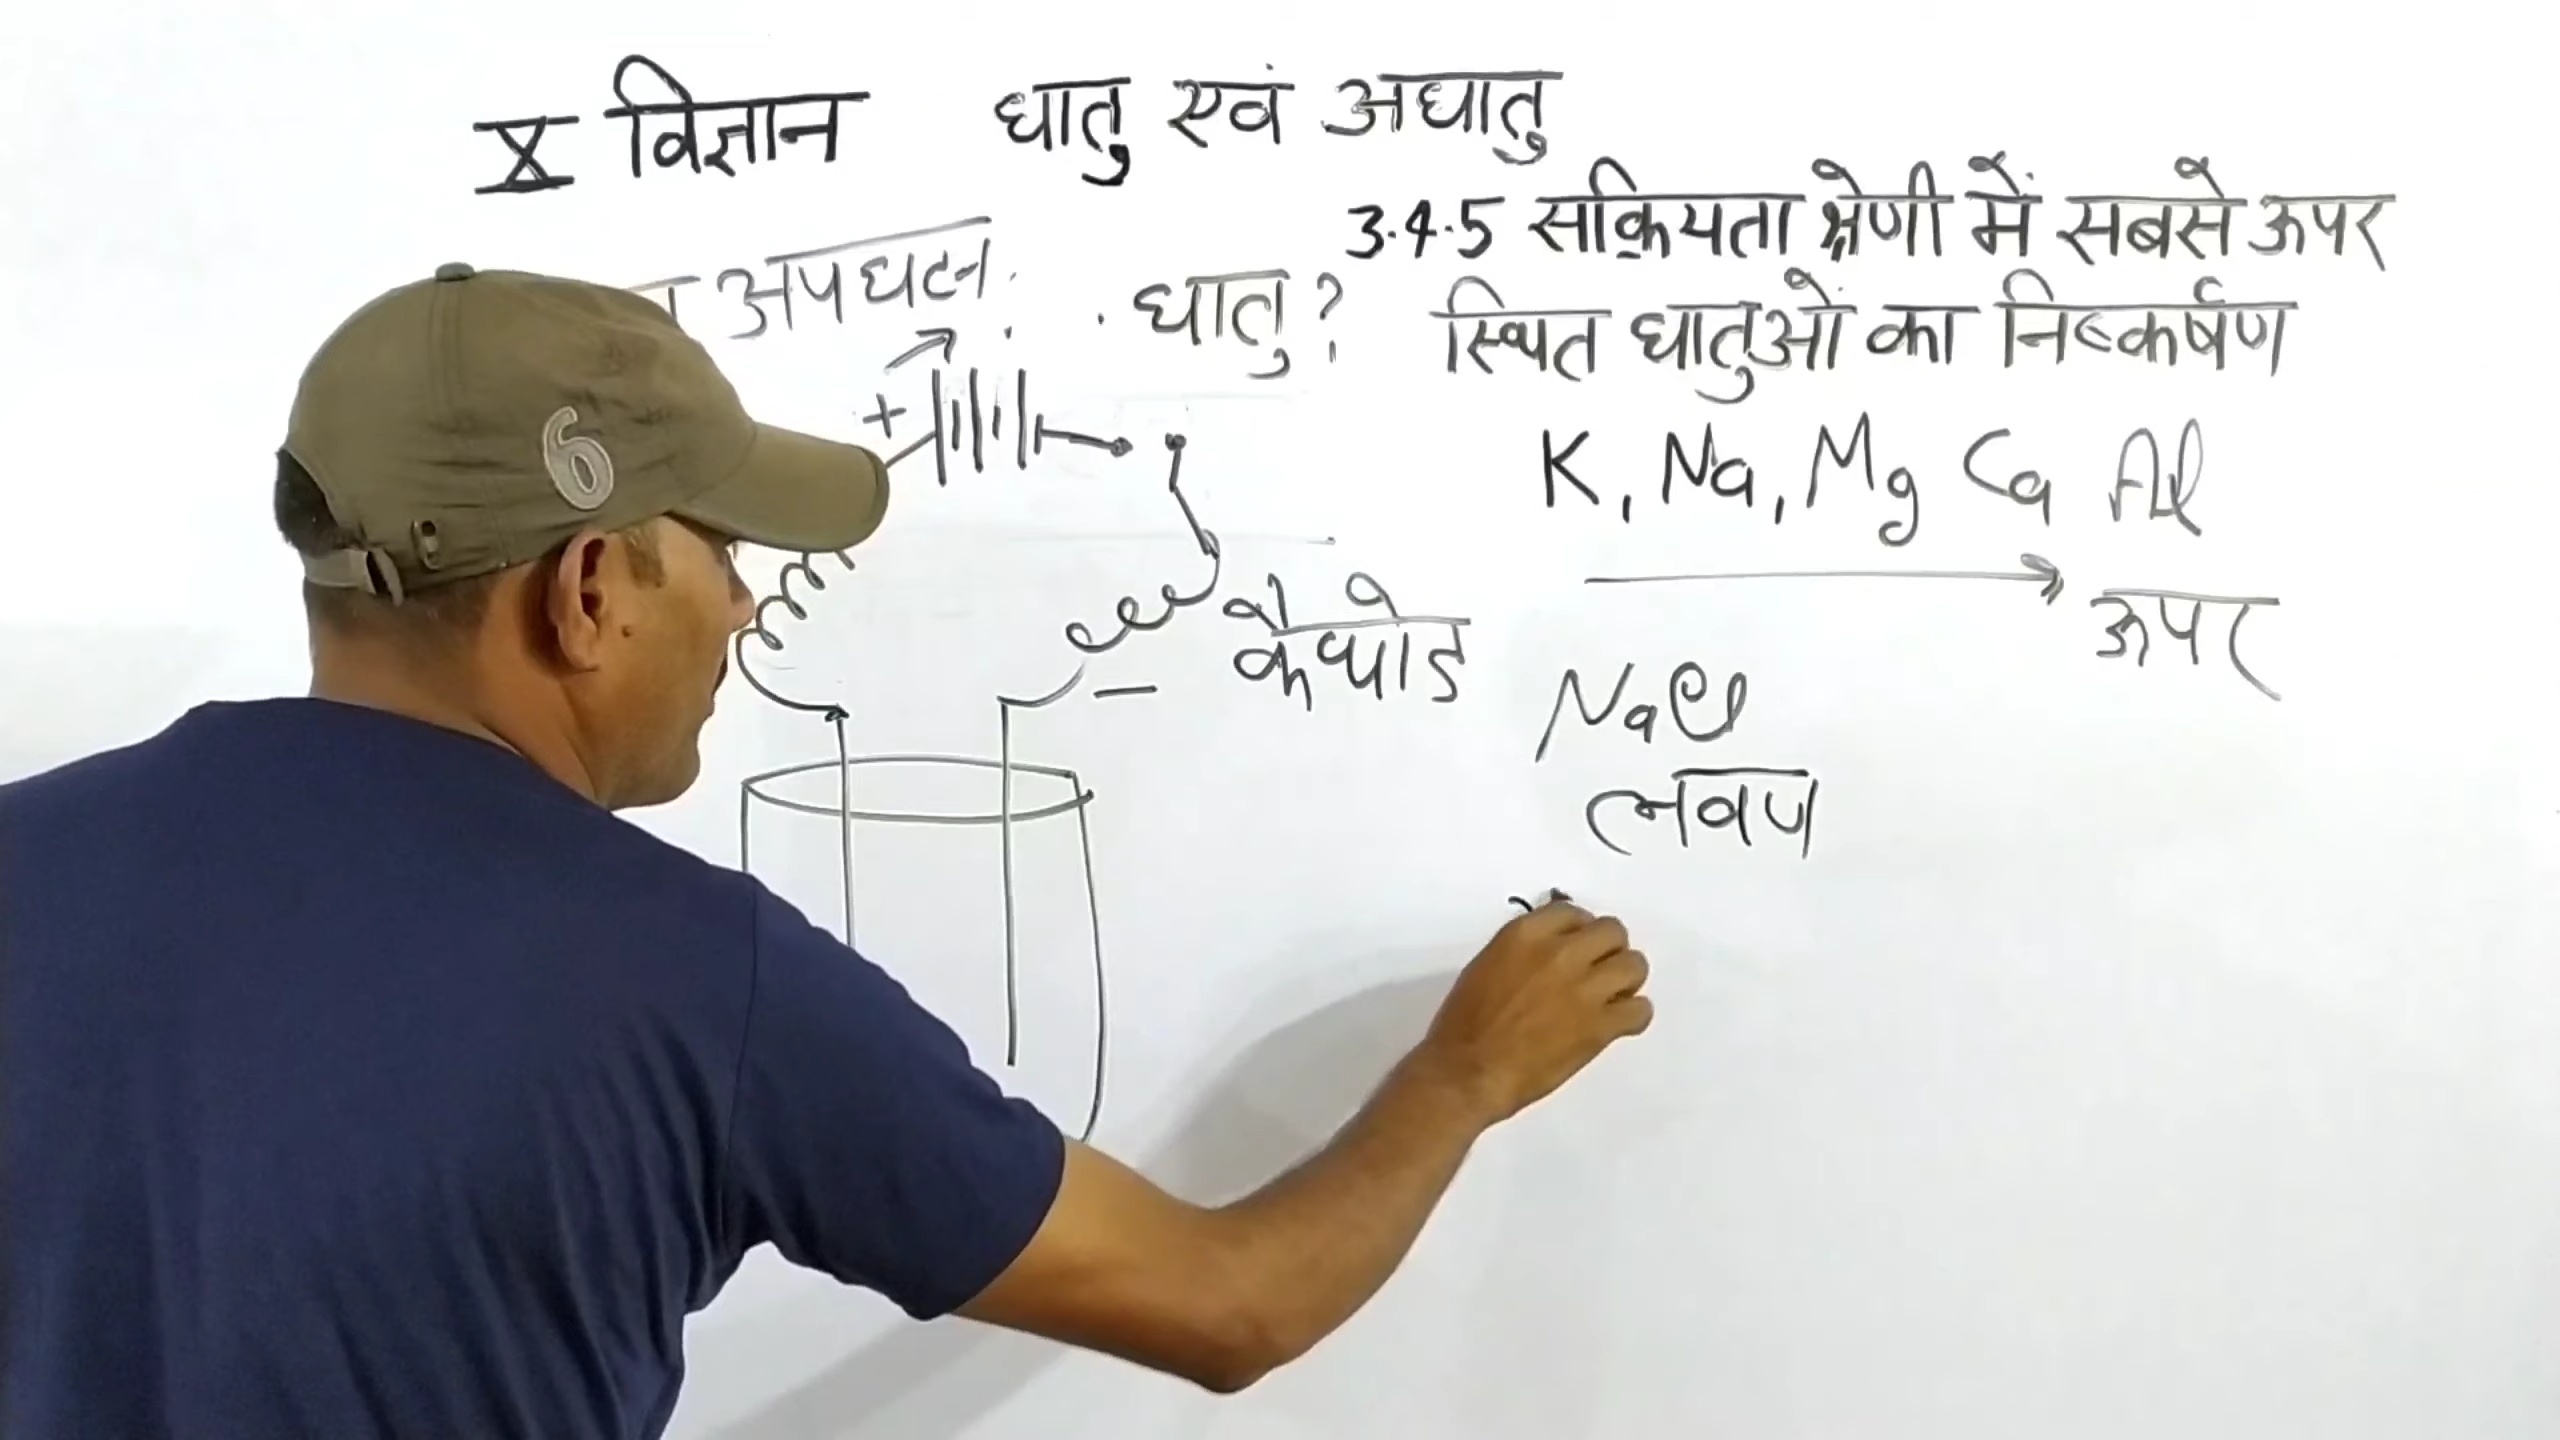 X विज्ञान धातु एवं अधातु
3.4.5 सक्रियता श्रेणी में सबसे ऊपर
स्थित धातुओं का निष्कर्षण
अपघटन
धातु?
K, Na, Mg Ca Al
ऊपर
+
कैथोड
−
NaCl
लवण
6